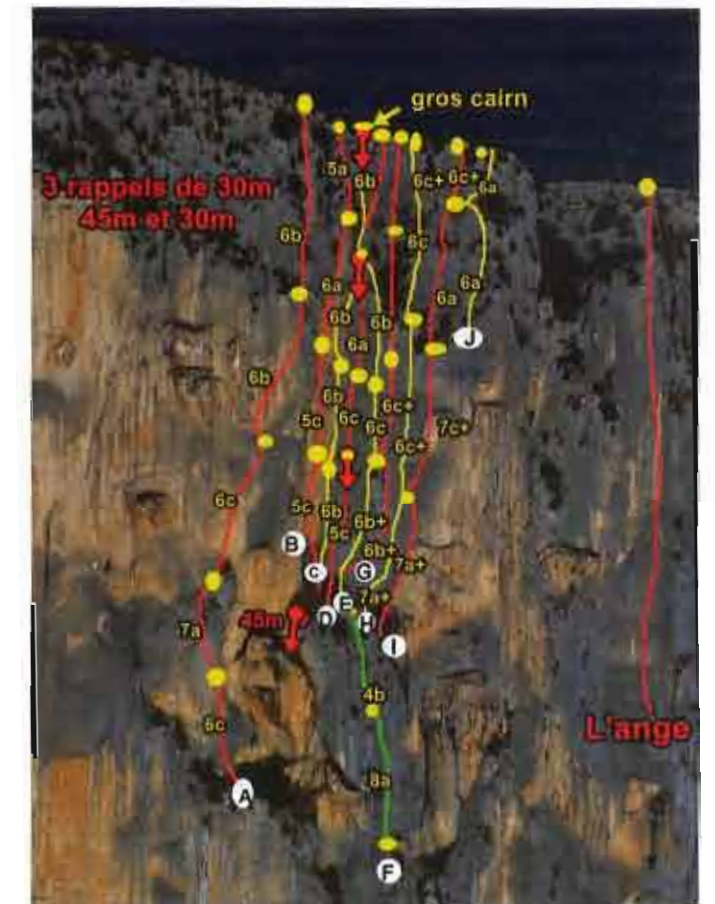 gros cairn
3 rappels de 30m
45m et 30m
5a
6b
6c+
6c+
6a
6b
6c
6a
6a
6a
6b
6b
6a
J
6b
6b
6c
6c
6c+
7c+
5c
6c+
6c
5c
6b
5c
6b+
B
6b+
C
G
7a+
E
7a+
45m
D
H
7a
I
4b
6c
L'ange
A
8a
F